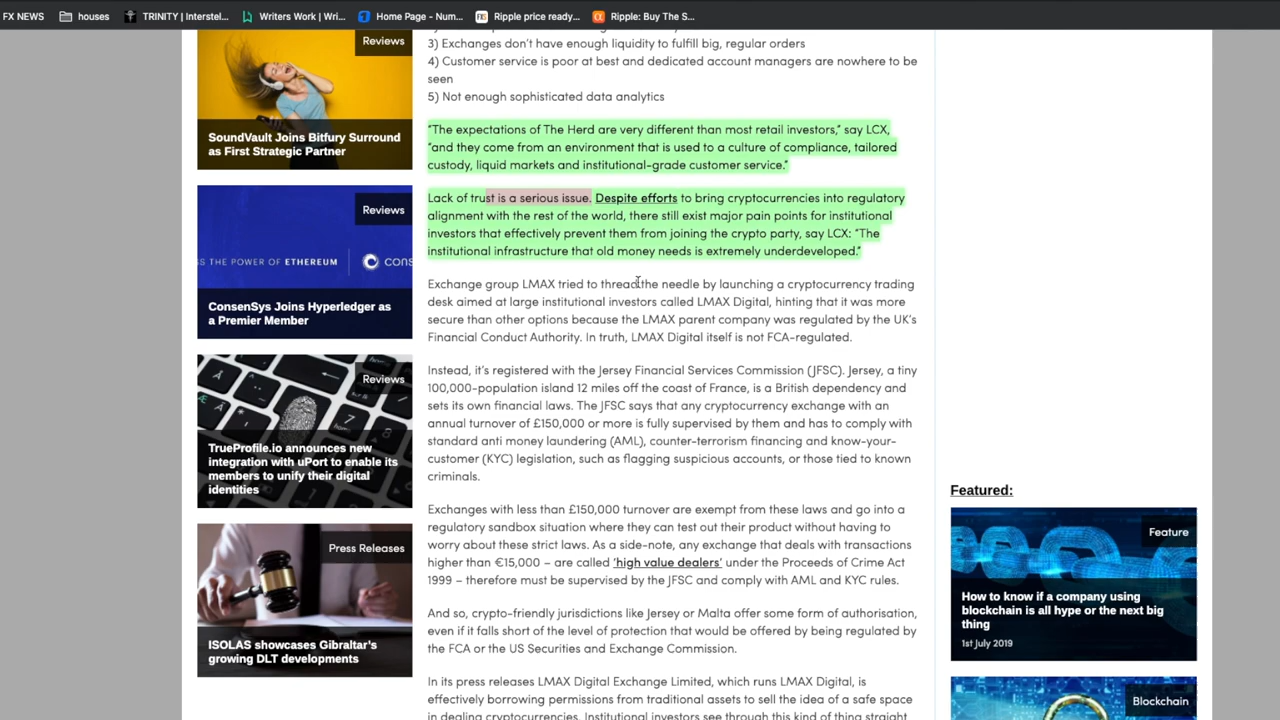 FX NEWS
houses
TRINITY | Interstel...
Writers Work | Wri...
Home Page - Num...
Ripple price ready...
Ripple: Buy The S...
Reviews
SoundVault Joins Bitfury Surround
as First Strategic Partner
Reviews
SS THE POWER OF ETHEREUM
CONS
ConsenSys Joins Hyperledger as
a Premier Member
Reviews
TrueProfile.io announces new
integration with uPort to enable its
members to unify their digital
identities
Press Releases
ISOLAS showcases Gibraltar's
growing DLT developments
3) Exchanges don't have enough liquidity to fulfill big, regular orders
4) Customer service is poor at best and dedicated account managers are nowhere to be
seen
5) Not enough sophisticated data analytics
"The expectations of The Herd are very different than most retail investors," say LCX,
"and they come from an environment that is used to a culture of compliance, tailored
custody, liquid markets and institutional-grade customer service."
Lack of trust is a serious issue. Despite efforts to bring cryptocurrencies into regulatory
alignment with the rest of the world, there still exist major pain points for institutional
investors that effectively prevent them from joining the crypto party, say LCX: "The
institutional infrastructure that old money needs is extremely underdeveloped."
Exchange group LMAX tried to thread the needle by launching a cryptocurrency trading
desk aimed at large institutional investors called LMAX Digital, hinting that it was more
secure than other options because the LMAX parent company was regulated by the UK's
Financial Conduct Authority. In truth, LMAX Digital itself is not FCA-regulated.
Instead, it's registered with the Jersey Financial Services Commission (JFSC). Jersey, a tiny
100,000-population island 12 miles off the coast of France, is a British dependency and
sets its own financial laws. The JFSC says that any cryptocurrency exchange with an
annual turnover of £150,000 or more is fully supervised by them and has to comply with
standard anti money laundering (AML), counter-terrorism financing and know-your-
customer (KYC) legislation, such as flagging suspicious accounts, or those tied to known
criminals.
Exchanges with less than £150,000 turnover are exempt from these laws and go into a
regulatory sandbox situation where they can test out their product without having to
worry about these strict laws. As a side-note, any exchange that deals with transactions
higher than €15,000 – are called 'high value dealers' under the Proceeds of Crime Act
1999 – therefore must be supervised by the JFSC and comply with AML and KYC rules.
And so, crypto-friendly jurisdictions like Jersey or Malta offer some form of authorisation,
even if it falls short of the level of protection that would be offered by being regulated by
the FCA or the US Securities and Exchange Commission.
In its press releases LMAX Digital Exchange Limited, which runs LMAX Digital, is
effectively borrowing permissions from traditional assets to sell the idea of a safe space
in dealing cryptocurrencies. Institutional investors see through this kind of thing straight
Featured:
Feature
How to know if a company using
blockchain is all hype or the next big
thing
1st July 2019
Blockchain